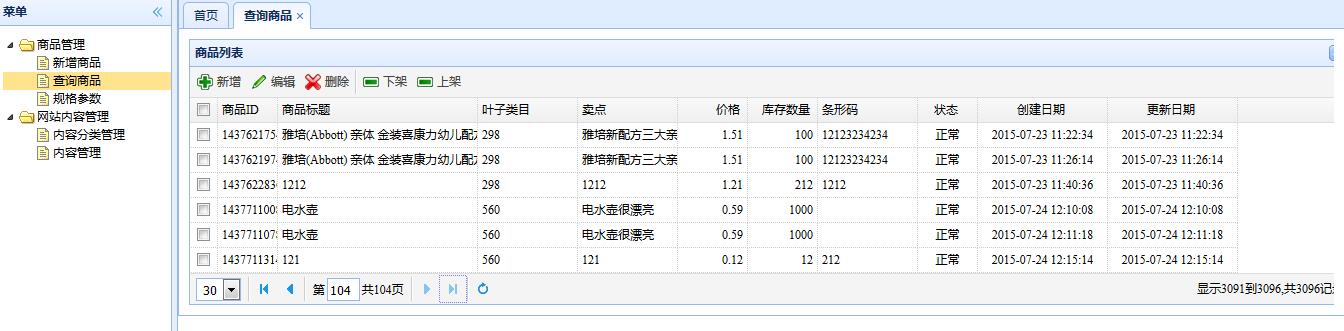 菜单
商品管理
新增商品
查询商品
规格参数
网站内容管理
内容分类管理
内容管理
首页 查询商品
商品列表
新增 编辑 删除 下架 上架
商品ID 商品标题 叶子类目 卖点 价格 库存数量 条形码 状态 创建日期 更新日期
143762175 雅培(Abbott) 亲体 金装喜康力幼儿配 298 雅培新配方三大亲 1.51 100 12123234234 正常 2015-07-23 11:22:34 2015-07-23 11:22:34
143762197 雅培(Abbott) 亲体 金装喜康力幼儿配 298 雅培新配方三大亲 1.51 100 12123234234 正常 2015-07-23 11:26:14 2015-07-23 11:26:14
143762283 1212 298 1212 1.21 212 1212 正常 2015-07-23 11:40:36 2015-07-23 11:40:36
143771100 电水壶 560 电水壶很漂亮 0.59 1000 正常 2015-07-24 12:10:08 2015-07-24 12:10:08
143771107 电水壶 560 电水壶很漂亮 0.59 1000 正常 2015-07-24 12:11:18 2015-07-24 12:11:18
143771131 121 560 121 0.12 12 212 正常 2015-07-24 12:15:14 2015-07-24 12:15:14
30 第 104 共104页 显示3091到3096,共3096记